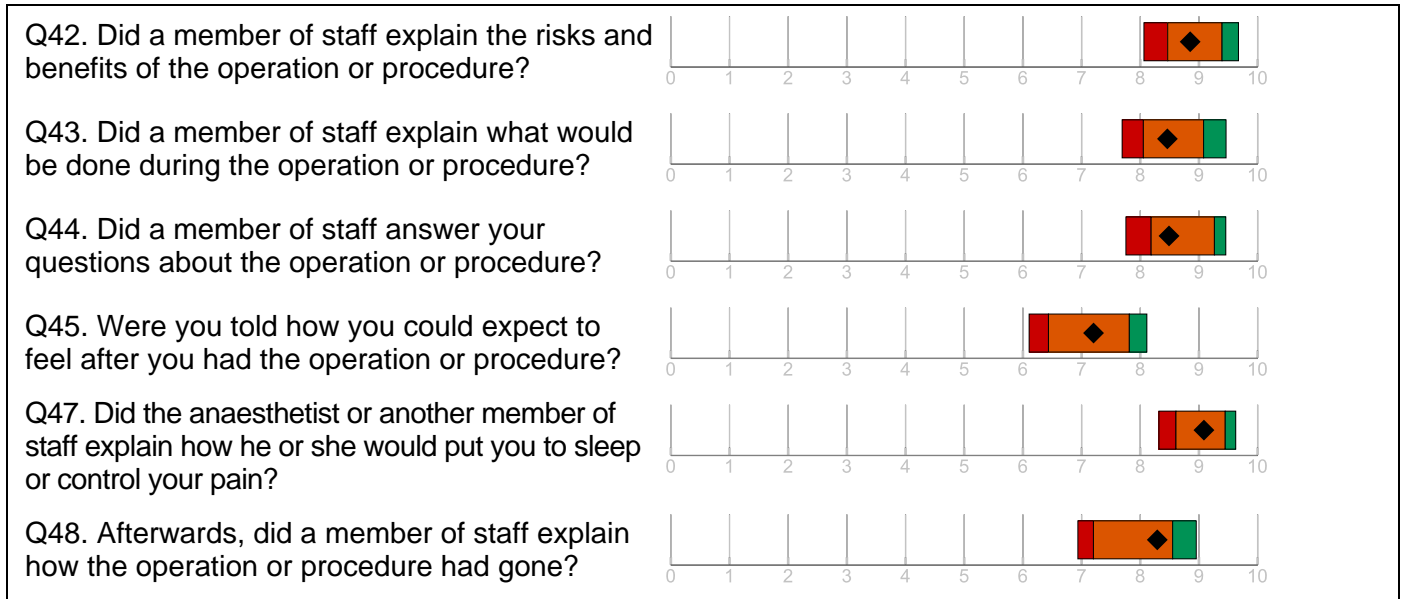 Q42. Did a member of staff explain the risks and
benefits of the operation or procedure?
0 1 2 3 4 5 6 7 8 9 10
Q43. Did a member of staff explain what would
be done during the operation or procedure?
0 1 2 3 4 5 6 7 8 9 10
Q44. Did a member of staff answer your
questions about the operation or procedure?
0 1 2 3 4 5 6 7 8 9 10
Q45. Were you told how you could expect to
feel after you had the operation or procedure?
0 1 2 3 4 5 6 7 8 9 10
Q47. Did the anaesthetist or another member of
staff explain how he or she would put you to sleep
or control your pain?
0 1 2 3 4 5 6 7 8 9 10
Q48. Afterwards, did a member of staff explain
how the operation or procedure had gone?
0 1 2 3 4 5 6 7 8 9 10